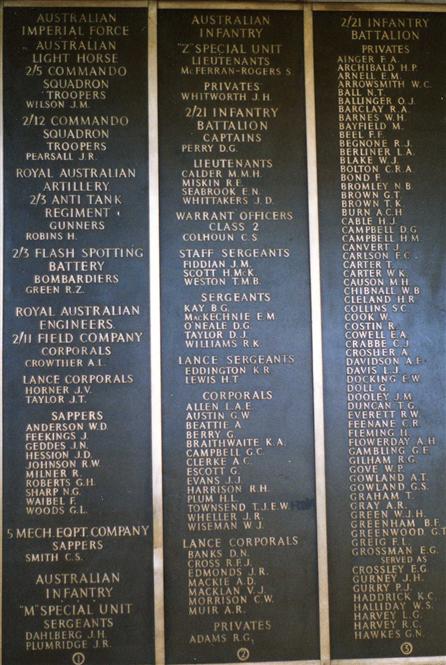 AUSTRALIAN
IMPERIAL FORCE
AUSTRALIAN
LIGHT HORSE
2/5 COMMANDO
SQUADRON
TROOPERS
WILSON J.M.
2/12 COMMANDO
SQUADRON
TROOPERS
PEARSALL J.R.
ROYAL AUSTRALIAN
ARTILLERY
2/3 ANTI TANK
REGIMENT
GUNNERS
ROBINS H.
2/3 FLASH SPOTTING
BATTERY
BOMBARDIERS
GREEN R.Z.
ROYAL AUSTRALIAN
ENGINEERS.
2/11 FIELD COMPANY
CORPORALS
CROWTHER A.L.
LANCE CORPORALS
HORNER J.V.
TAYLOR J.T.
SAPPERS
ANDERSON W.D.
FEEKINGS J.
GEDDES J.N.
HESSION J.D.
JOHNSON R.W.
MILNER R.
ROBERTS G.H.
SHARP N.G.
WAIBEL F.
WOODS G.L.
5 MECH. EQPT. COMPANY
SAPPERS
SMITH C.S.
AUSTRALIAN
INFANTRY
"M" SPECIAL UNIT
SERGEANTS
DAHLBERG J.H.
PLUMRIDGE J.
1
AUSTRALIAN
INFANTRY
"Z" SPECIAL UNIT
LIEUTENANTS
McFERRAN-ROGERS S
PRIVATES
WHITWORTH J.H.
2/21 INFANTRY
BATTALION
CAPTAINS
PERRY D.G.
LIEUTENANTS
CALDER M.M.H.
MISKIN R.E.
SEABROOK E.N.
WHITTAKERS J.D.
WARRANT OFFICERS
CLASS 2
COLHOUN C.S
STAFF SERGEANTS
FIDDIAN J.M.
SCOTT H.McK.
WESTON T.M.B.
SERGEANTS
KAY B.G.
MacKECHNIE E.M.
O'NEALE D.G.
TAYLOR D.J.
WILLIAMS R.K.
LANCE SERGEANTS
EDDINGTON K.R.
LEWIS H.T
CORPORALS
ALLEN L.A.E.
AUSTIN G.W
BEATTIE A
BERRY G.
BRAITHWAITE K.A.
CAMPBELL G.C.
CLERKE A.C.
ESCOTT G.
EVANS J.J
HARRISON R.H.
PLUM H.L.
TOWNSEND T.J.E.W
WHELLER J.R.
WISEMAN W.J.
LANCE CORPORALS
BANKS D.N.
CROSS R.F.J.
EDMONDS J.R.
MACKIE A.D.
MACKLAN V.J.
MORRISON C.W.
MUIR A.R.
PRIVATES
ADAMS R.G.
2
2/21 INFANTRY
BATTALION
PRIVATES
AINGER F.A.
ARCHIBALD H.P.
ARNELL E.M.
ARROWSMITH W.C.
BALL N.T.
BALLINGER O.J.
BARCLAY R.A.
BARNES W.H.
BAYFIELD M.
BELL F.F.
BEGNONE R.J.
BERLINER L.A.
BLAKE W.J.
BOLTON C.R.A
BOND F.
BROMLEY N.B
BROWN G.T.
BROWN T.K.
BURN A.C.H
CABLE H.J.
CAMPBELL D.G
CAMPBELL H.M
CANVERT J.
CARLSON F.C
CARTER T.
CARTER W.K.
CAUSON M.H.
CHIBNALL W.B
CLELAND H.R
COLLINS S.C
COOK W.
COSTIN R.
COWELL E.A.
CRABBE C.J
CROSHER A.
DAVIDSON A.E.
DAVIS L.J.
DOCKING E.W
DOLL G.
DOOLEY J.M
DUNCAN T.G.
EVERETT R.W
FEENANE C.R.
FLEMING H.
FLOWERDAY A.H
GAMBLING G.E.
GILHAM R.G.
GOVE W.P.
GOWLAND A.T.
GOWLAND G.S.
GRAHAM T.
GRAY A.R.
GREEN W.J.H.
GREENHAM B.F.
GREENWOOD G.T
GREIG F.L.
GROSSMAN E.G.
SERVED AS
CROSSLEY E.G.
GURNEY J.H.
GURRY P.J.
HADDRICK K.C.
HALLIDAY W.S.
HARVEY L.G.
HARVEY R.C.
HAWKES G.N.
3